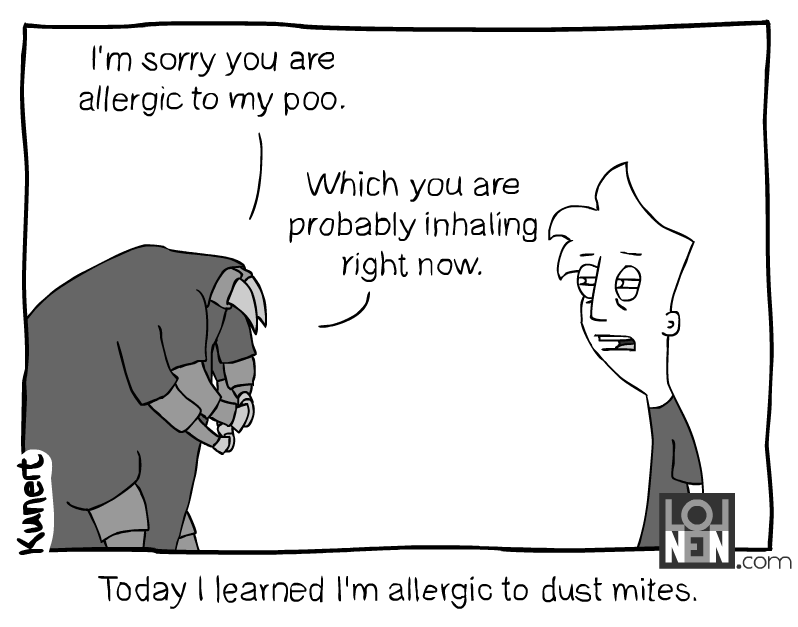 I'm sorry you are
allergic to my poo.
Which you are
probably inhaling
right now.
Kunert
LOL
NEN
.com
Today I learned I'm allergic to dust mites.